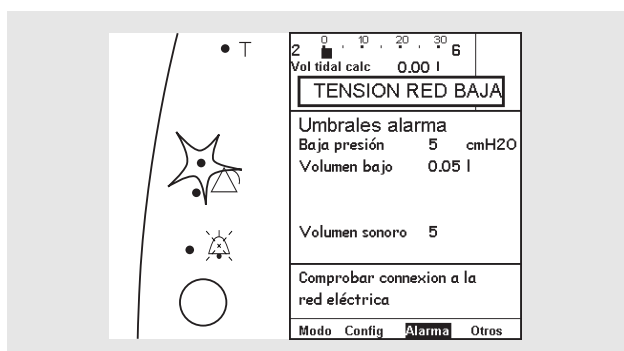 T
0 10 20 30
2 6
Vol tidal calc 0.00 l
TENSION RED BAJA
Umbrales alarma
Baja presión 5 cmH2O
Volumen bajo 0.05 l
Volumen sonoro 5
Comprobar connexion a la
red eléctrica
Modo Config Alarma Otros